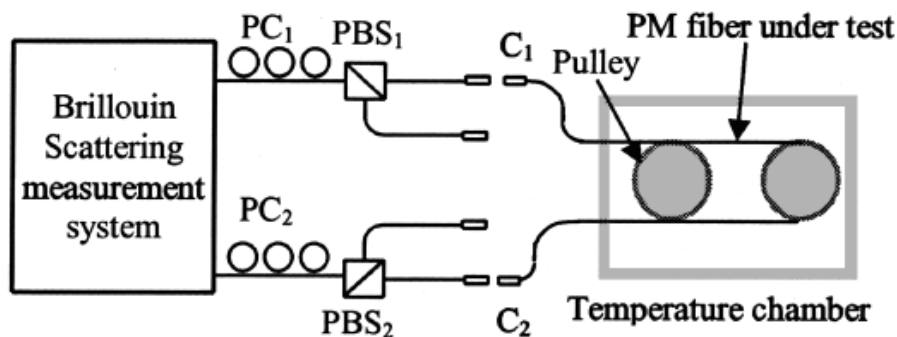 Brillouin
Scattering
measurement
system
PC1
PBS1
C1
PM fiber under test
Pulley
PC2
PBS2
C2
Temperature chamber